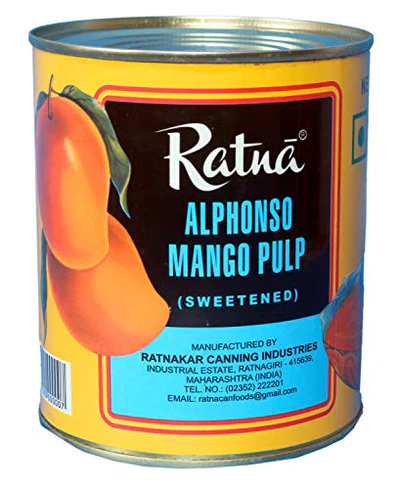 Ratnā®
ALPHONSO
MANGO PULP
(SWEETENED)
MANUFACTURED BY
RATNAKAR CANNING INDUSTRIES
INDUSTRIAL ESTATE, RATNAGIRI - 415639,
MAHARASHTRA (INDIA)
TEL. NO.: (02352) 222201
EMAIL: ratnacanfoods@gmail.com